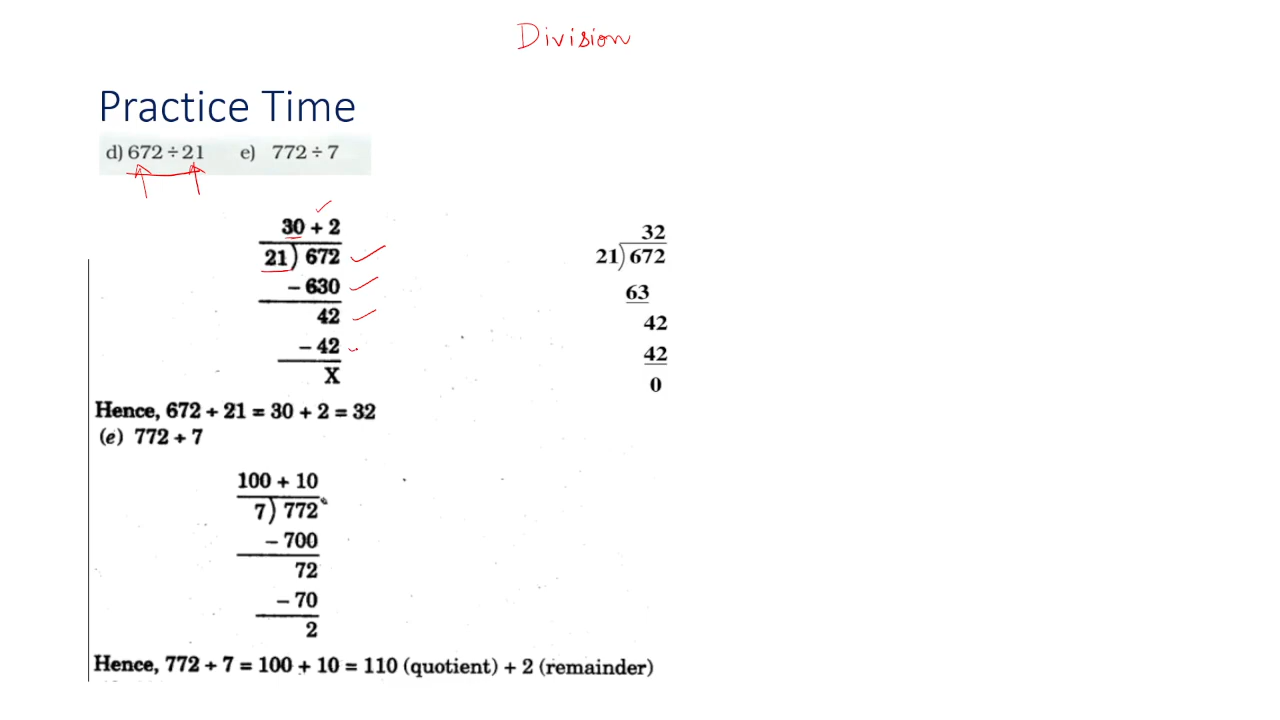 Division
Practice Time
d) 672 ÷ 21 e) 772 ÷ 7
30 + 2
21) 672
– 630
42
– 42
X
Hence, 672 ÷ 21 = 30 + 2 = 32
32
21) 672
63
42
42
0
(e) 772 ÷ 7
100 + 10
7) 772
– 700
72
– 70
2
Hence, 772 ÷ 7 = 100 + 10 = 110 (quotient) + 2 (remainder)